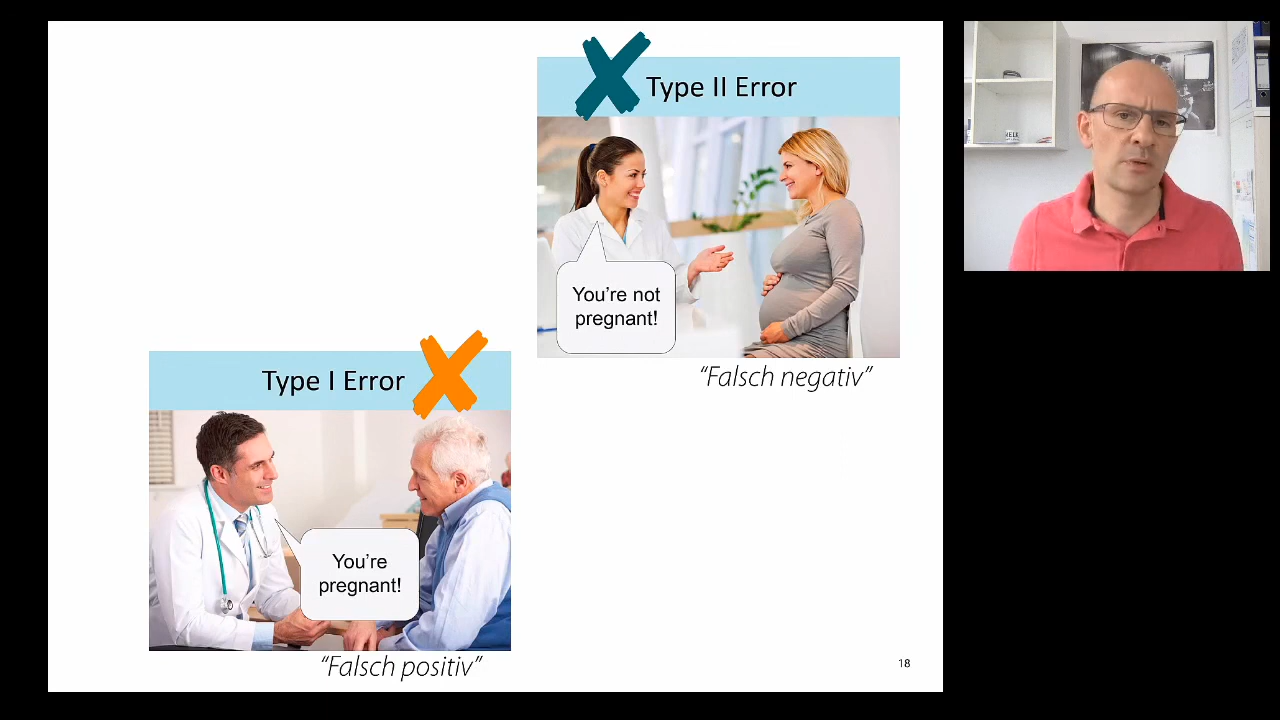 Type II Error
You're not
pregnant!
"Falsch negativ"
Type I Error
You're
pregnant!
"Falsch positiv"
18